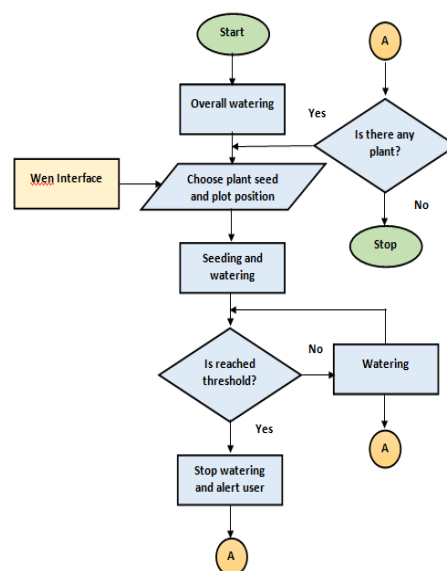 Start
Overall watering
Wen Interface
Choose plant seed
and plot position
Seeding and
watering
Is reached
threshold?
No
Watering
A
Yes
Stop watering
and alert user
A
A
Is there any
plant?
Yes
No
Stop